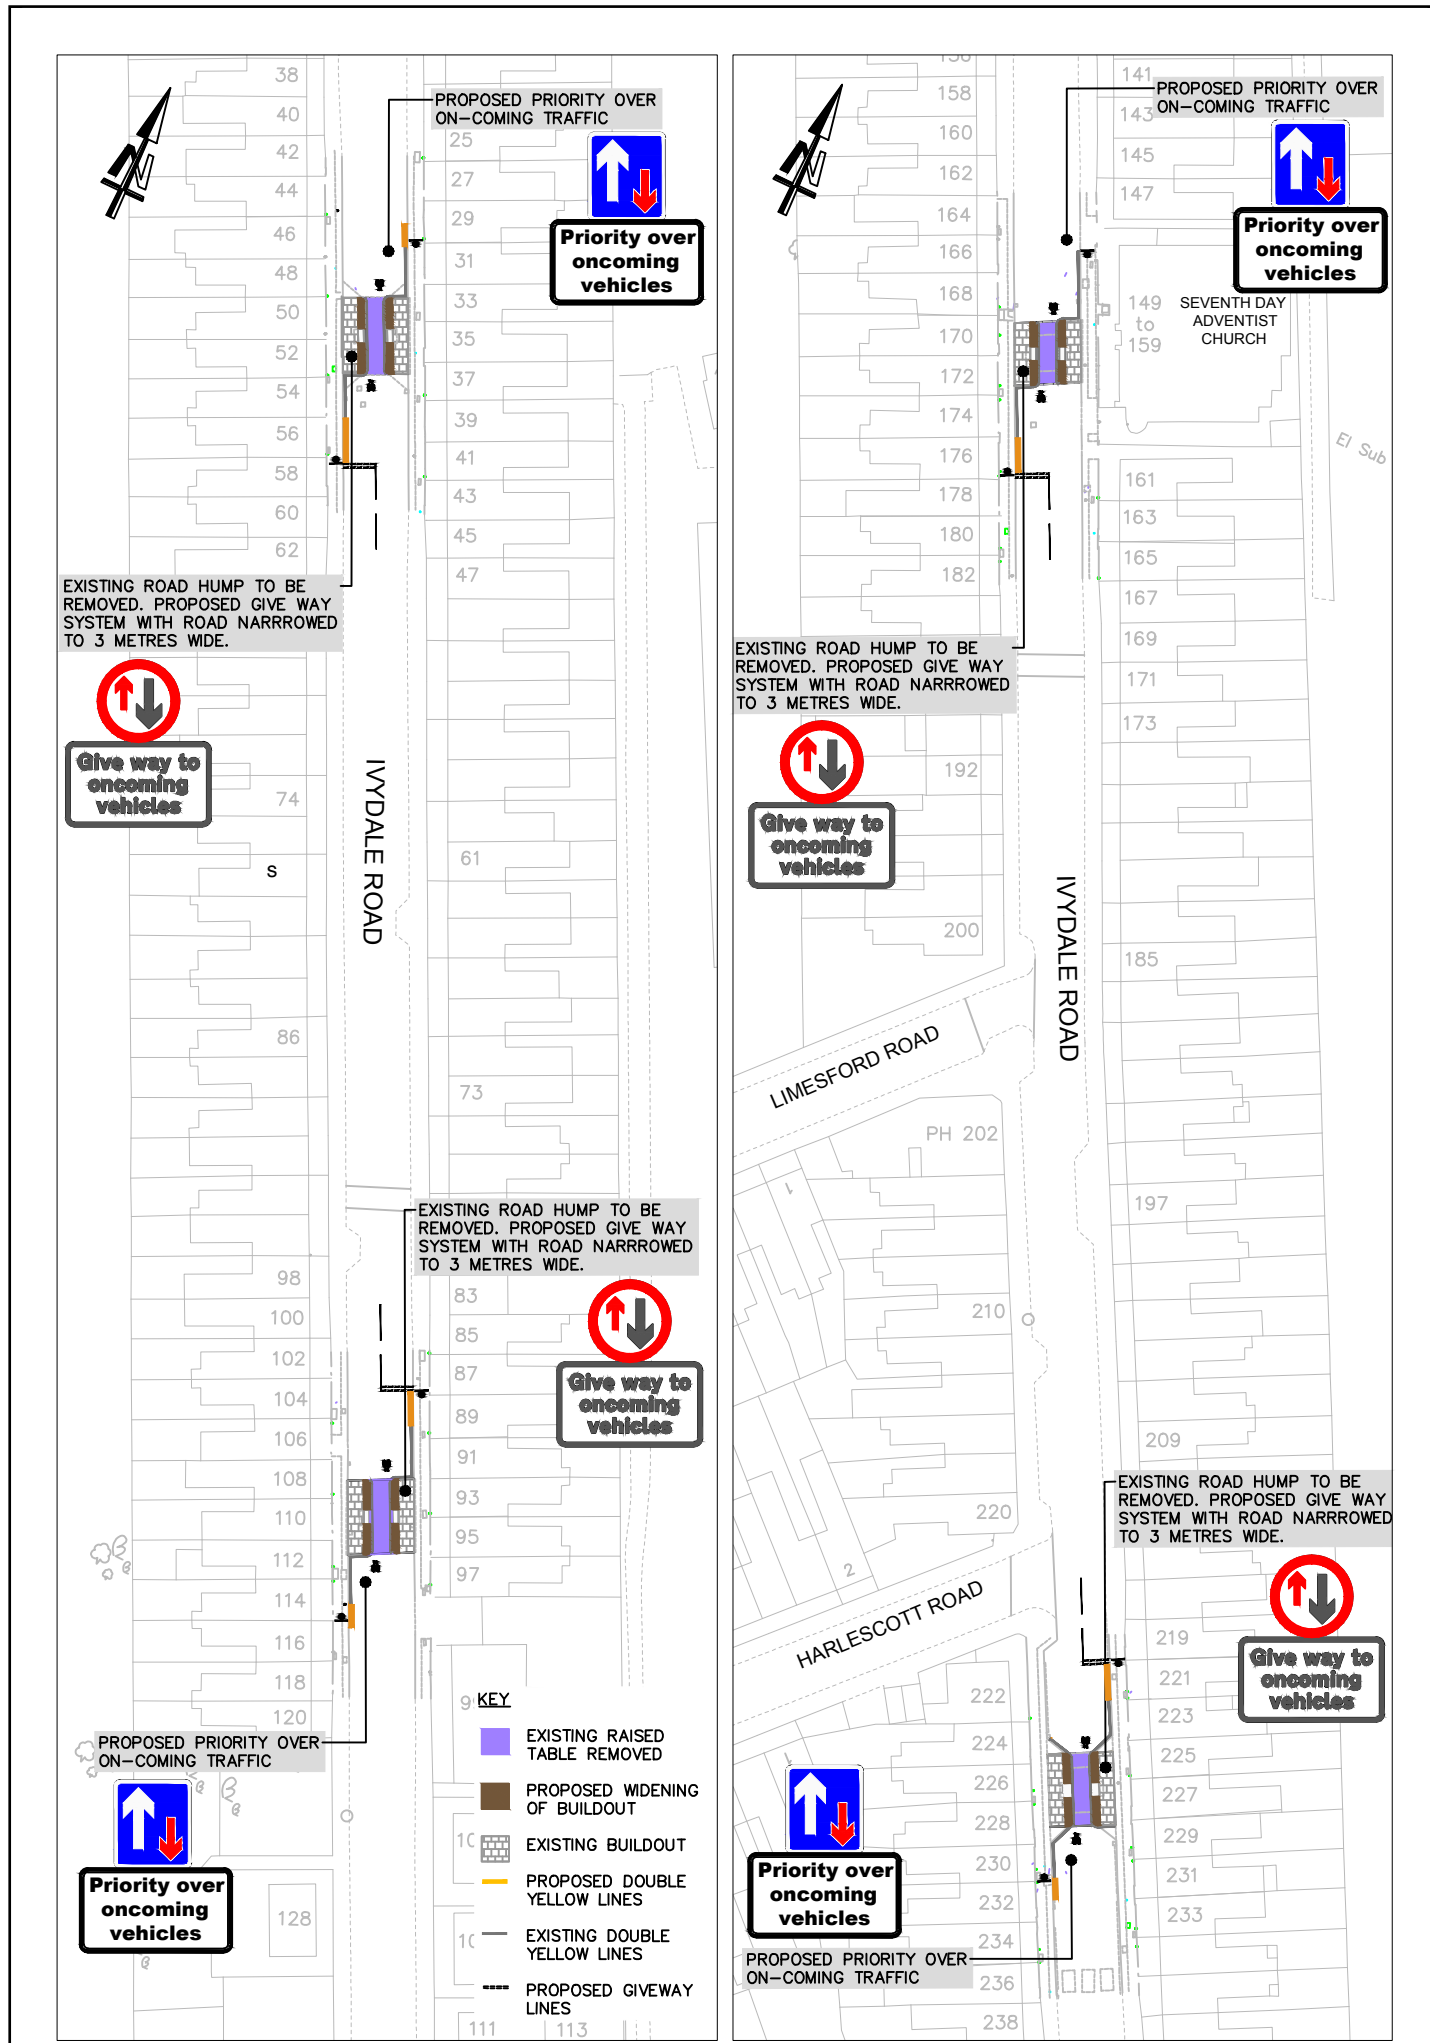 38
40
42
44
46
48
50
52
54
56
58
60
62
PROPOSED PRIORITY OVER
ON-COMING TRAFFIC
25
27
29
31
33
35
37
39
41
43
45
47
Priority over
oncoming
vehicles
N
EXISTING ROAD HUMP TO BE
REMOVED. PROPOSED GIVE WAY
SYSTEM WITH ROAD NARRROWED
TO 3 METRES WIDE.
Give way to
oncoming
vehicles
74
S
86
IVYDALE ROAD
61
73
EXISTING ROAD HUMP TO BE
REMOVED. PROPOSED GIVE WAY
SYSTEM WITH ROAD NARRROWED
TO 3 METRES WIDE.
Give way to
oncoming
vehicles
98
100
102
104
106
108
110
112
114
116
118
120
83
85
87
89
91
93
95
97
PROPOSED PRIORITY OVER
ON-COMING TRAFFIC
Priority over
oncoming
vehicles
128
KEY
EXISTING RAISED
TABLE REMOVED
PROPOSED WIDENING
OF BUILDOUT
EXISTING BUILDOUT
PROPOSED DOUBLE
YELLOW LINES
EXISTING DOUBLE
YELLOW LINES
PROPOSED GIVEWAY
LINES
111
113
N
156
158
160
162
164
166
168
170
172
174
176
178
180
182
141
143
145
147
PROPOSED PRIORITY OVER
ON-COMING TRAFFIC
Priority over
oncoming
vehicles
149
to
159
SEVENTH DAY
ADVENTIST
CHURCH
El Sub
161
163
165
167
169
171
173
EXISTING ROAD HUMP TO BE
REMOVED. PROPOSED GIVE WAY
SYSTEM WITH ROAD NARRROWED
TO 3 METRES WIDE.
Give way to
oncoming
vehicles
192
200
IVYDALE ROAD
185
LIMESFORD ROAD
PH 202
1
197
210
209
220
2
HARLESCOTT ROAD
EXISTING ROAD HUMP TO BE
REMOVED. PROPOSED GIVE WAY
SYSTEM WITH ROAD NARRROWED
TO 3 METRES WIDE.
Give way to
oncoming
vehicles
219
221
223
225
227
229
231
233
222
224
226
228
230
232
234
236
238
1
Priority over
oncoming
vehicles
PROPOSED PRIORITY OVER
ON-COMING TRAFFIC